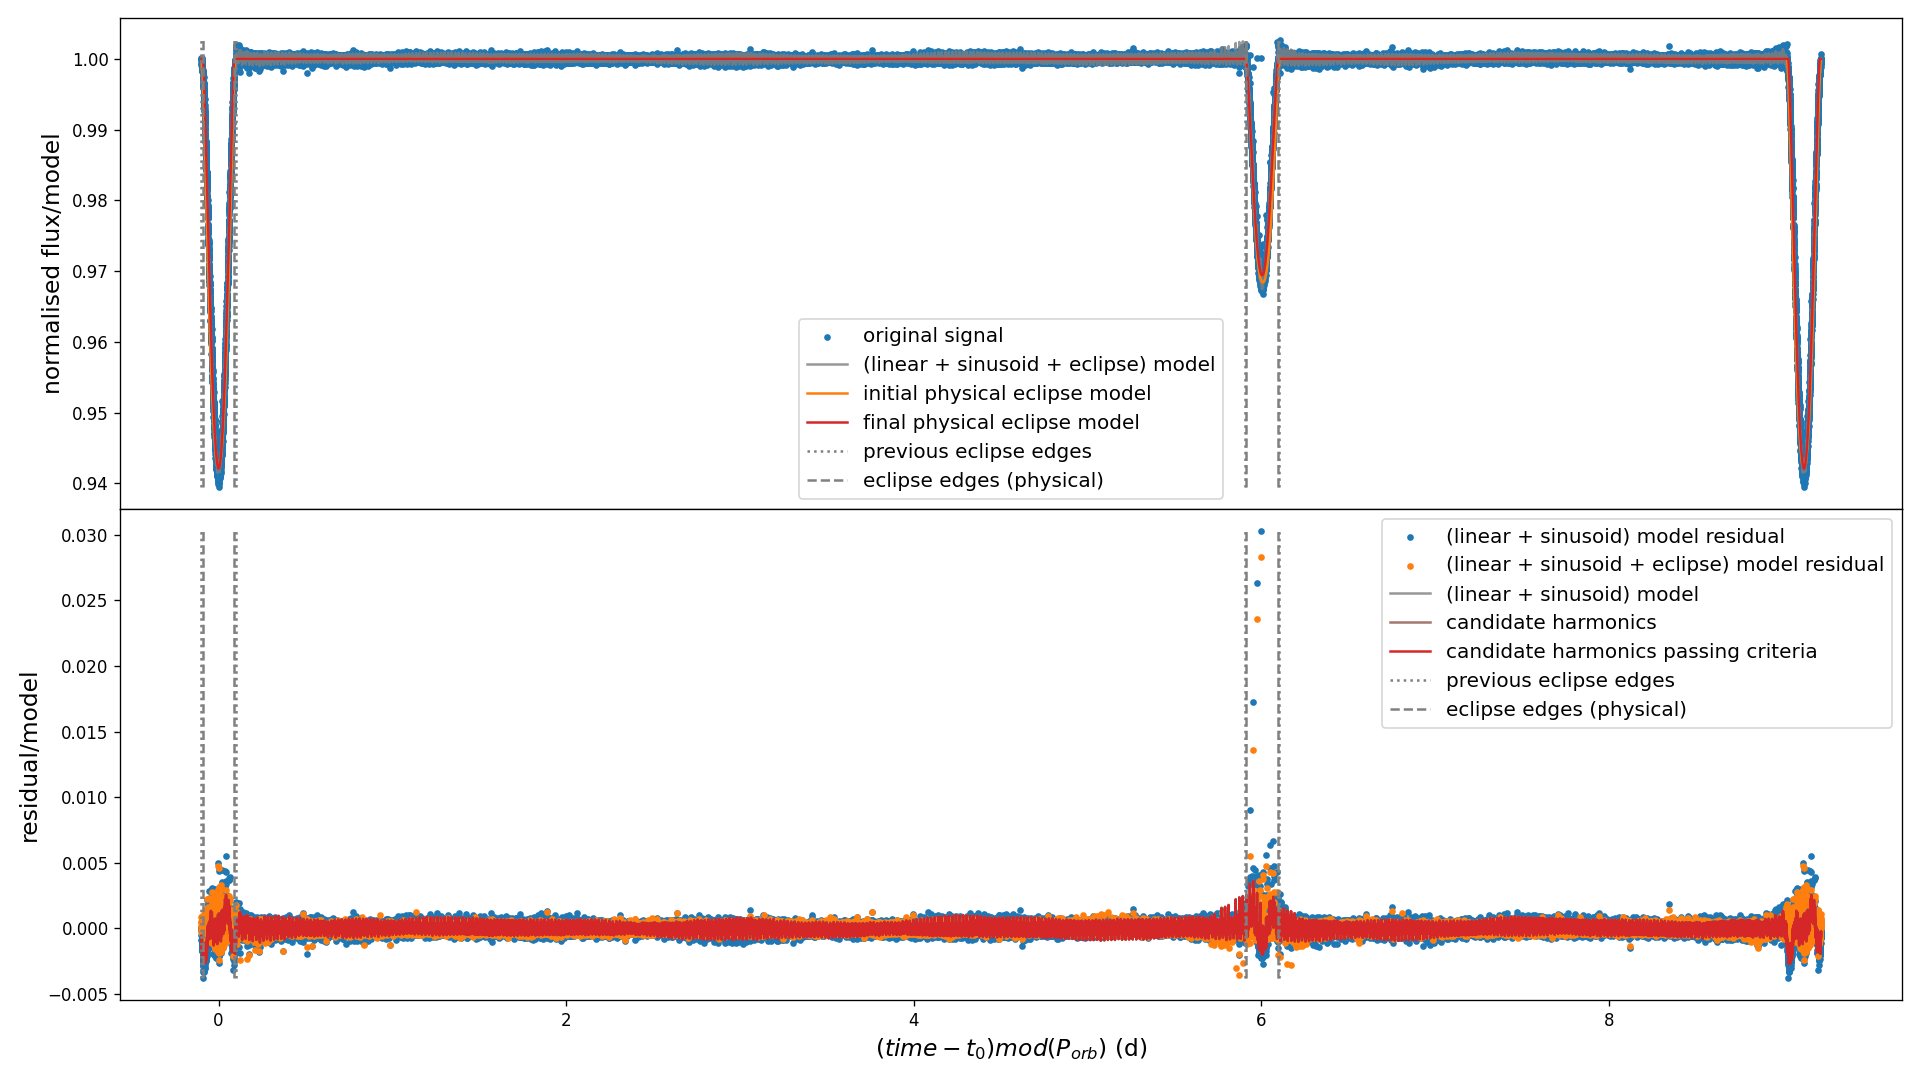 normalised flux/model
1.00
0.99
0.98
0.97
0.96
0.95
0.94
original signal
(linear + sinusoid + eclipse) model
initial physical eclipse model
final physical eclipse model
previous eclipse edges
eclipse edges (physical)
residual/model
0.030
0.025
0.020
0.015
0.010
0.005
0.000
−0.005
(linear + sinusoid) model residual
(linear + sinusoid + eclipse) model residual
(linear + sinusoid) model
candidate harmonics
candidate harmonics passing criteria
previous eclipse edges
eclipse edges (physical)
0 2 4 6 8
(time − t₀)mod(Pₒᵣb) (d)